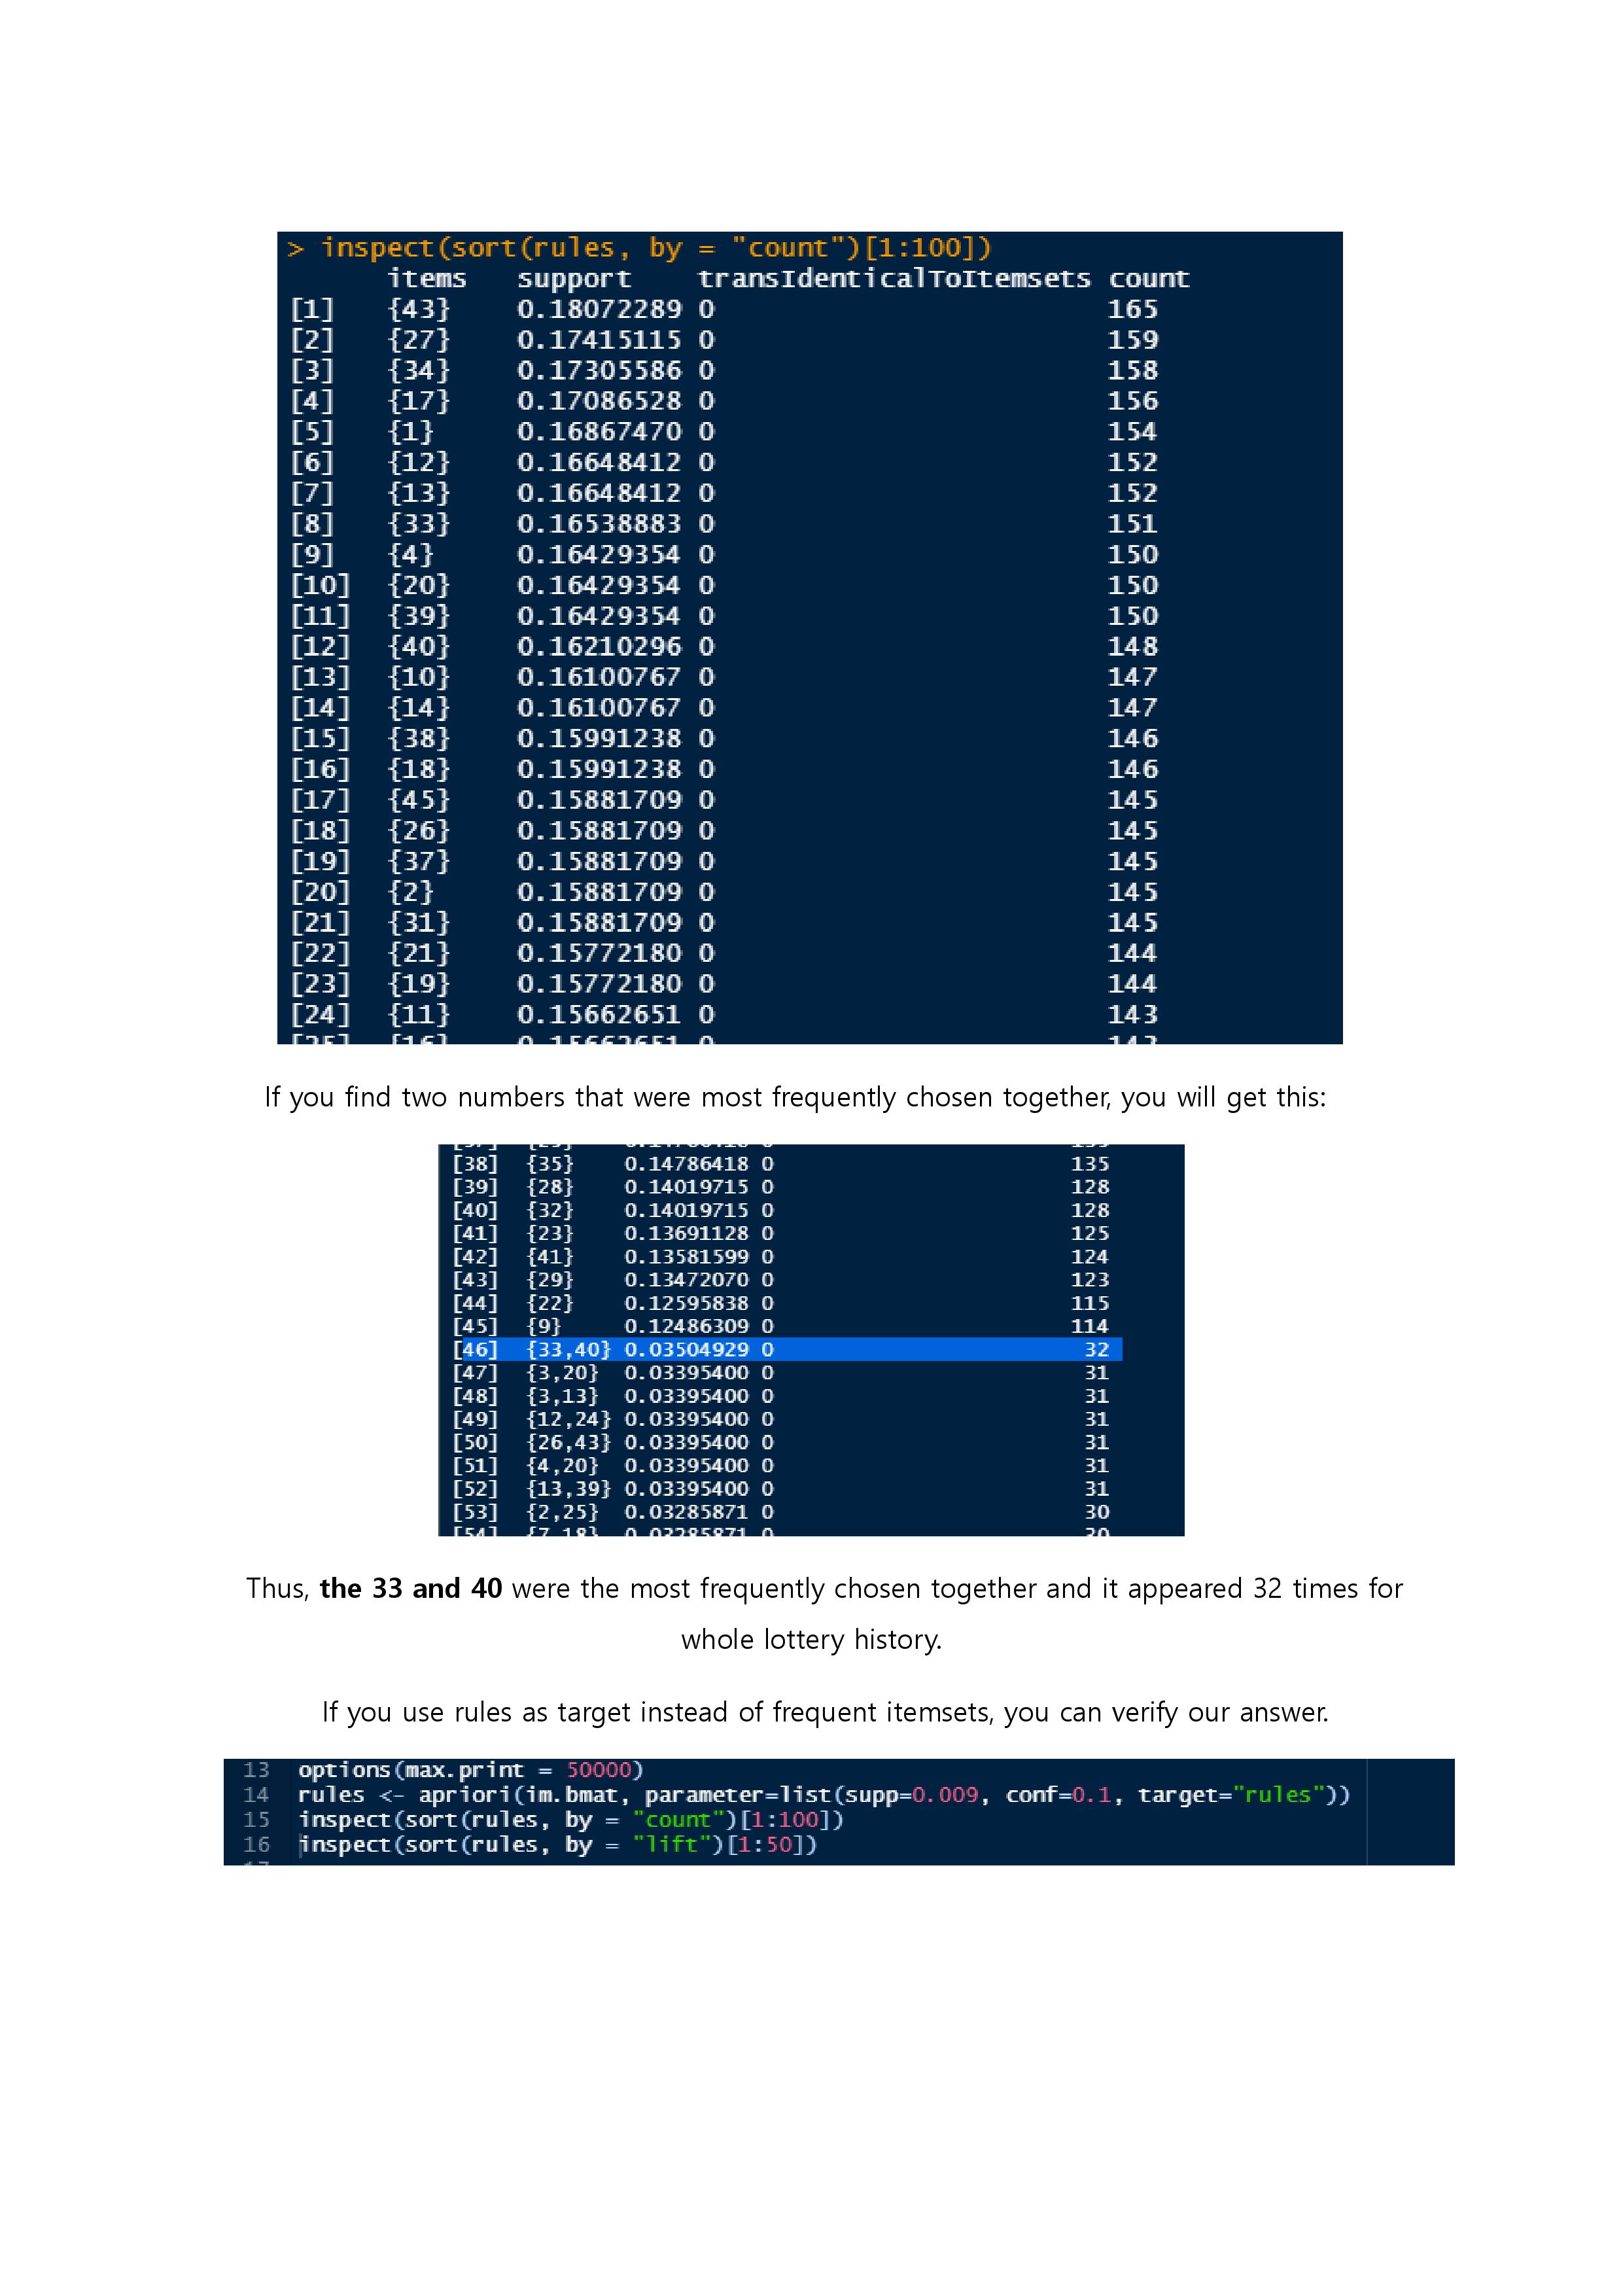 > inspect(sort(rules, by = "count")[1:100])
items support transIdenticalToItemsets count
[1] {43} 0.18072289 0 165
[2] {27} 0.17415115 0 159
[3] {34} 0.17305586 0 158
[4] {17} 0.17086528 0 156
[5] {1} 0.16867470 0 154
[6] {12} 0.16648412 0 152
[7] {13} 0.16648412 0 152
[8] {33} 0.16538883 0 151
[9] {4} 0.16429354 0 150
[10] {20} 0.16429354 0 150
[11] {39} 0.16429354 0 150
[12] {40} 0.16210296 0 148
[13] {10} 0.16100767 0 147
[14] {14} 0.16100767 0 147
[15] {38} 0.15991238 0 146
[16] {18} 0.15991238 0 146
[17] {45} 0.15881709 0 145
[18] {26} 0.15881709 0 145
[19] {37} 0.15881709 0 145
[20] {2} 0.15881709 0 145
[21] {31} 0.15881709 0 145
[22] {21} 0.15772180 0 144
[23] {19} 0.15772180 0 144
[24] {11} 0.15662651 0 143
If you find two numbers that were most frequently chosen together, you will get this:
[38] {35} 0.14786418 0 135
[39] {28} 0.14019715 0 128
[40] {32} 0.14019715 0 128
[41] {23} 0.13691128 0 125
[42] {41} 0.13581599 0 124
[43] {29} 0.13472070 0 123
[44] {22} 0.12595838 0 115
[45] {9} 0.12486309 0 114
[46] {33,40} 0.03504929 0 32
[47] {3,20} 0.03395400 0 31
[48] {3,13} 0.03395400 0 31
[49] {12,24} 0.03395400 0 31
[50] {26,43} 0.03395400 0 31
[51] {4,20} 0.03395400 0 31
[52] {13,39} 0.03395400 0 31
[53] {2,25} 0.03285871 0 30
Thus, the 33 and 40 were the most frequently chosen together and it appeared 32 times for
whole lottery history.
If you use rules as target instead of frequent itemsets, you can verify our answer.
13 options(max.print = 50000)
14 rules <- apriori(im.bmat, parameter=list(supp=0.009, conf=0.1, target="rules"))
15 inspect(sort(rules, by = "count")[1:100])
16 inspect(sort(rules, by = "lift")[1:50])